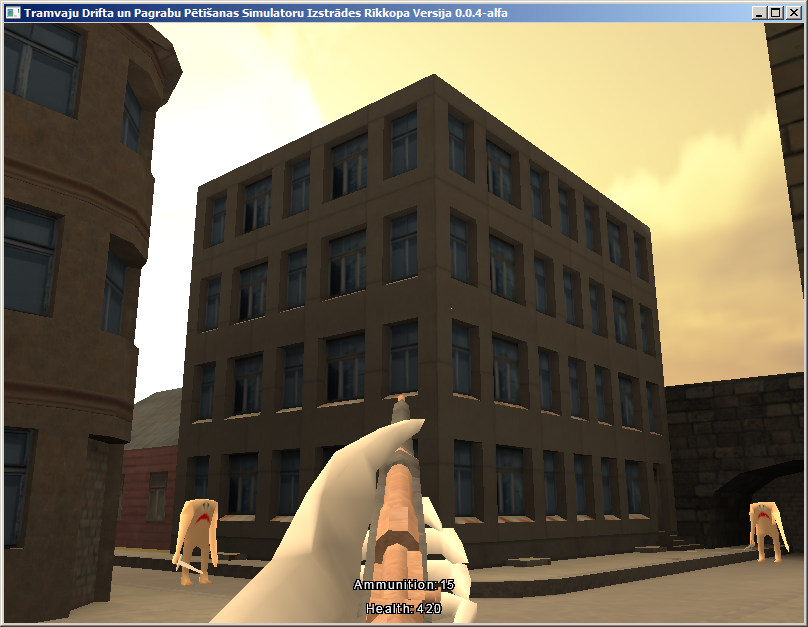 Tramvaju Drifta un Pagrabu Pētīšanas Simulatoru Izstrādes Rīkkopa Versija 0.0.4-alfa
Ammunition: 15
Health: 420